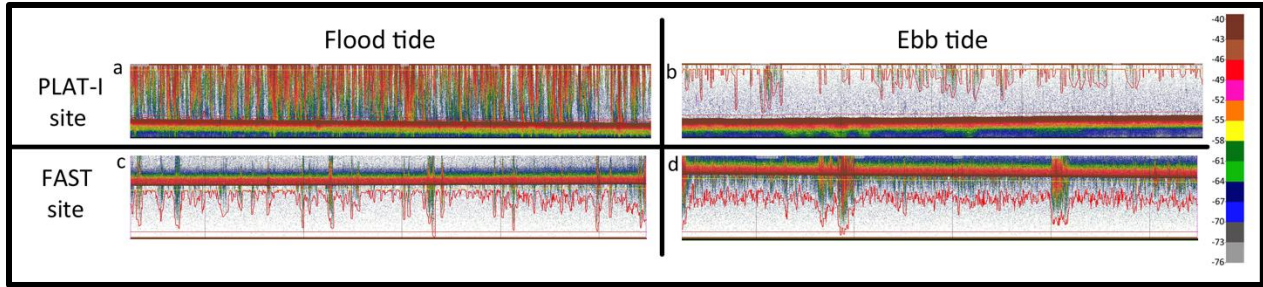 Flood tide
Ebb tide
PLAT-I
site
a
b
FAST
site
c
d
-40
-43
-46
-49
-52
-55
-58
-61
-64
-67
-70
-73
-76